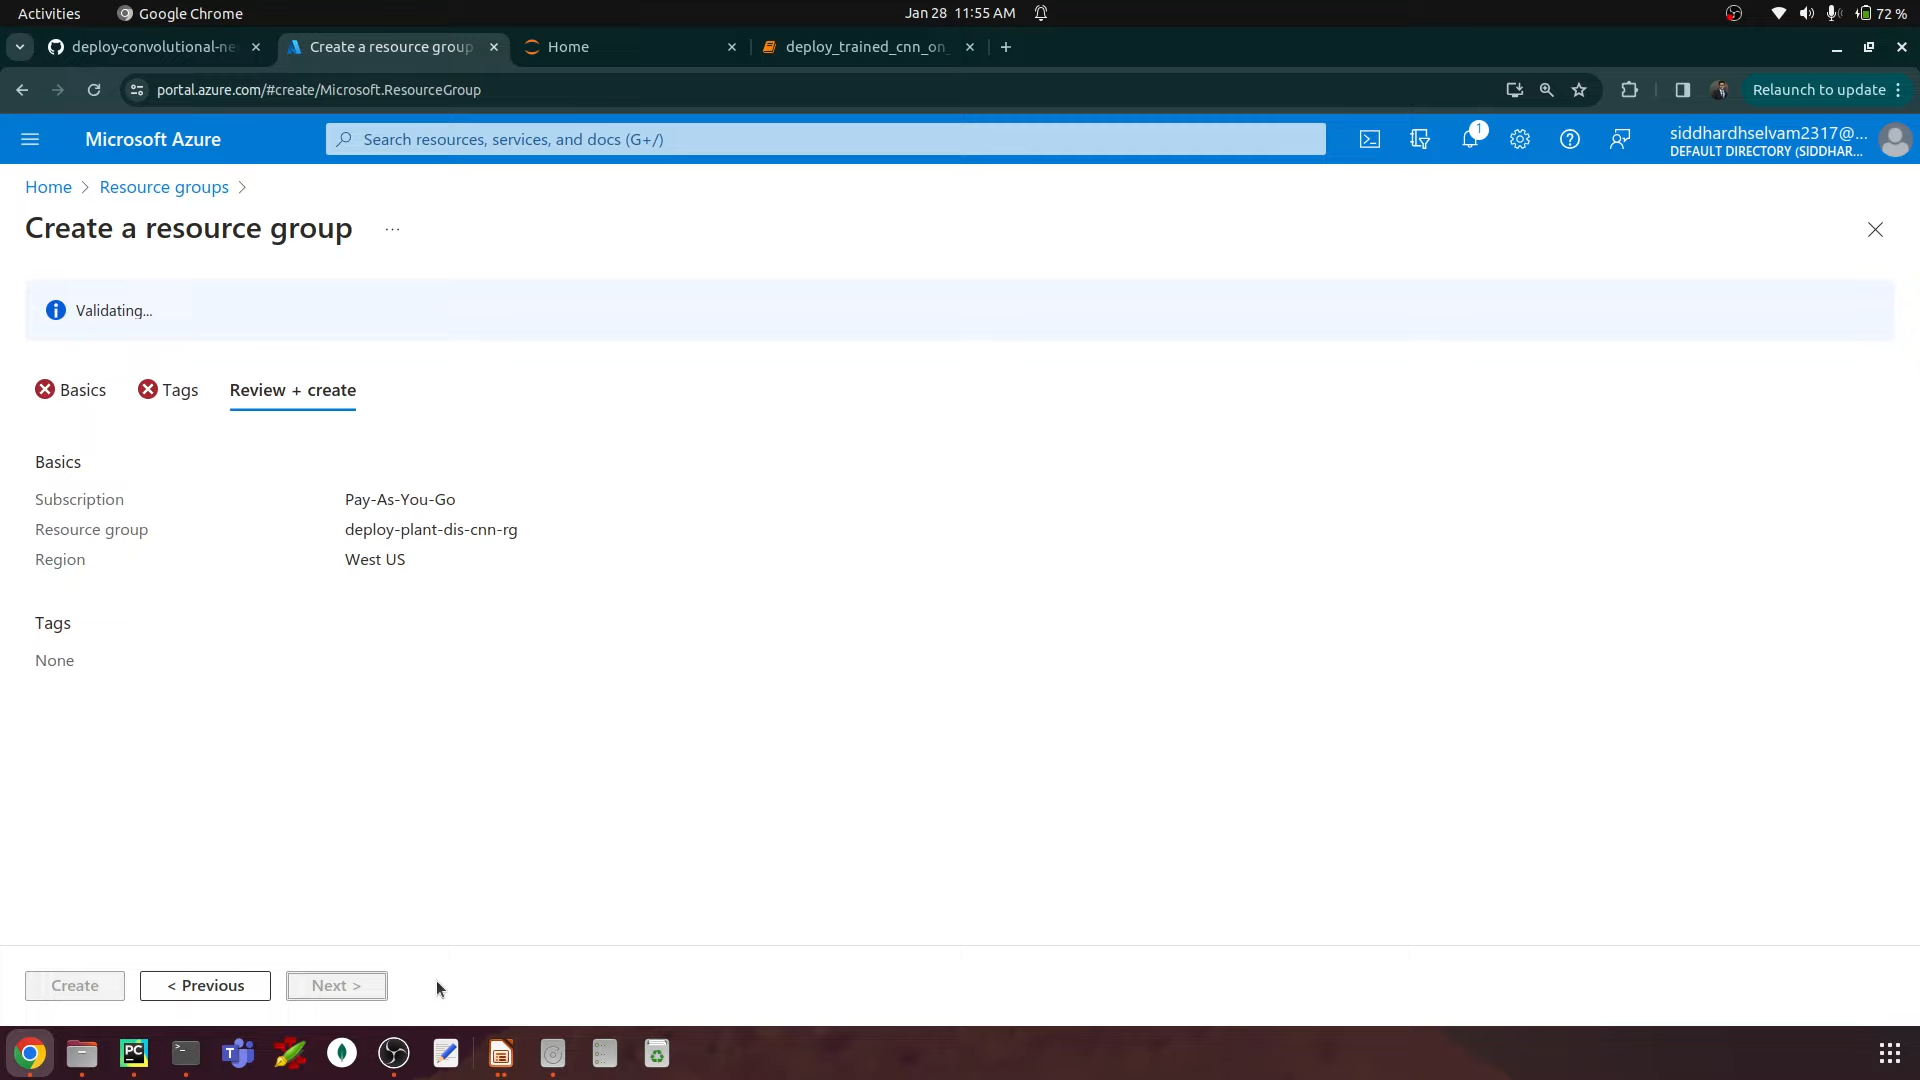 Activities Google Chrome Jan 28 11:55 AM 72 %
deploy-convolutional-ne Create a resource group Home deploy_trained_cnn_on_
portal.azure.com/#create/Microsoft.ResourceGroup Relaunch to update
Microsoft Azure Search resources, services, and docs (G+/) 1 siddhardhselvam2317@...
DEFAULT DIRECTORY (SIDDHAR...
Home > Resource groups >
Create a resource group ...
Validating...
Basics Tags Review + create
Basics
Subscription Pay-As-You-Go
Resource group deploy-plant-dis-cnn-rg
Region West US
Tags
None
Create < Previous Next >
PC